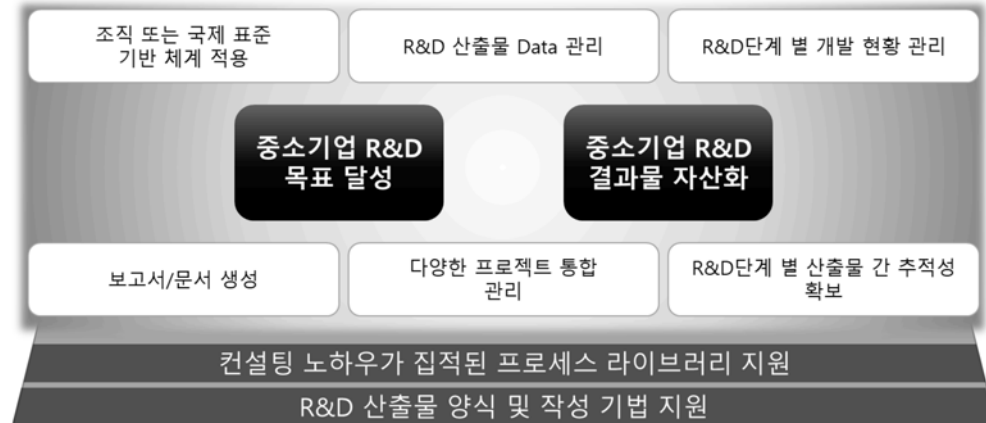 조직 또는 국제 표준
기반 체계 적용
R&D 산출물 Data 관리
R&D단계 별 개발 현황 관리
중소기업 R&D
목표 달성
중소기업 R&D
결과물 자산화
보고서/문서 생성
다양한 프로젝트 통합
관리
R&D단계 별 산출물 간 추적성
확보
컨설팅 노하우가 집적된 프로세스 라이브러리 지원
R&D 산출물 양식 및 작성 기법 지원